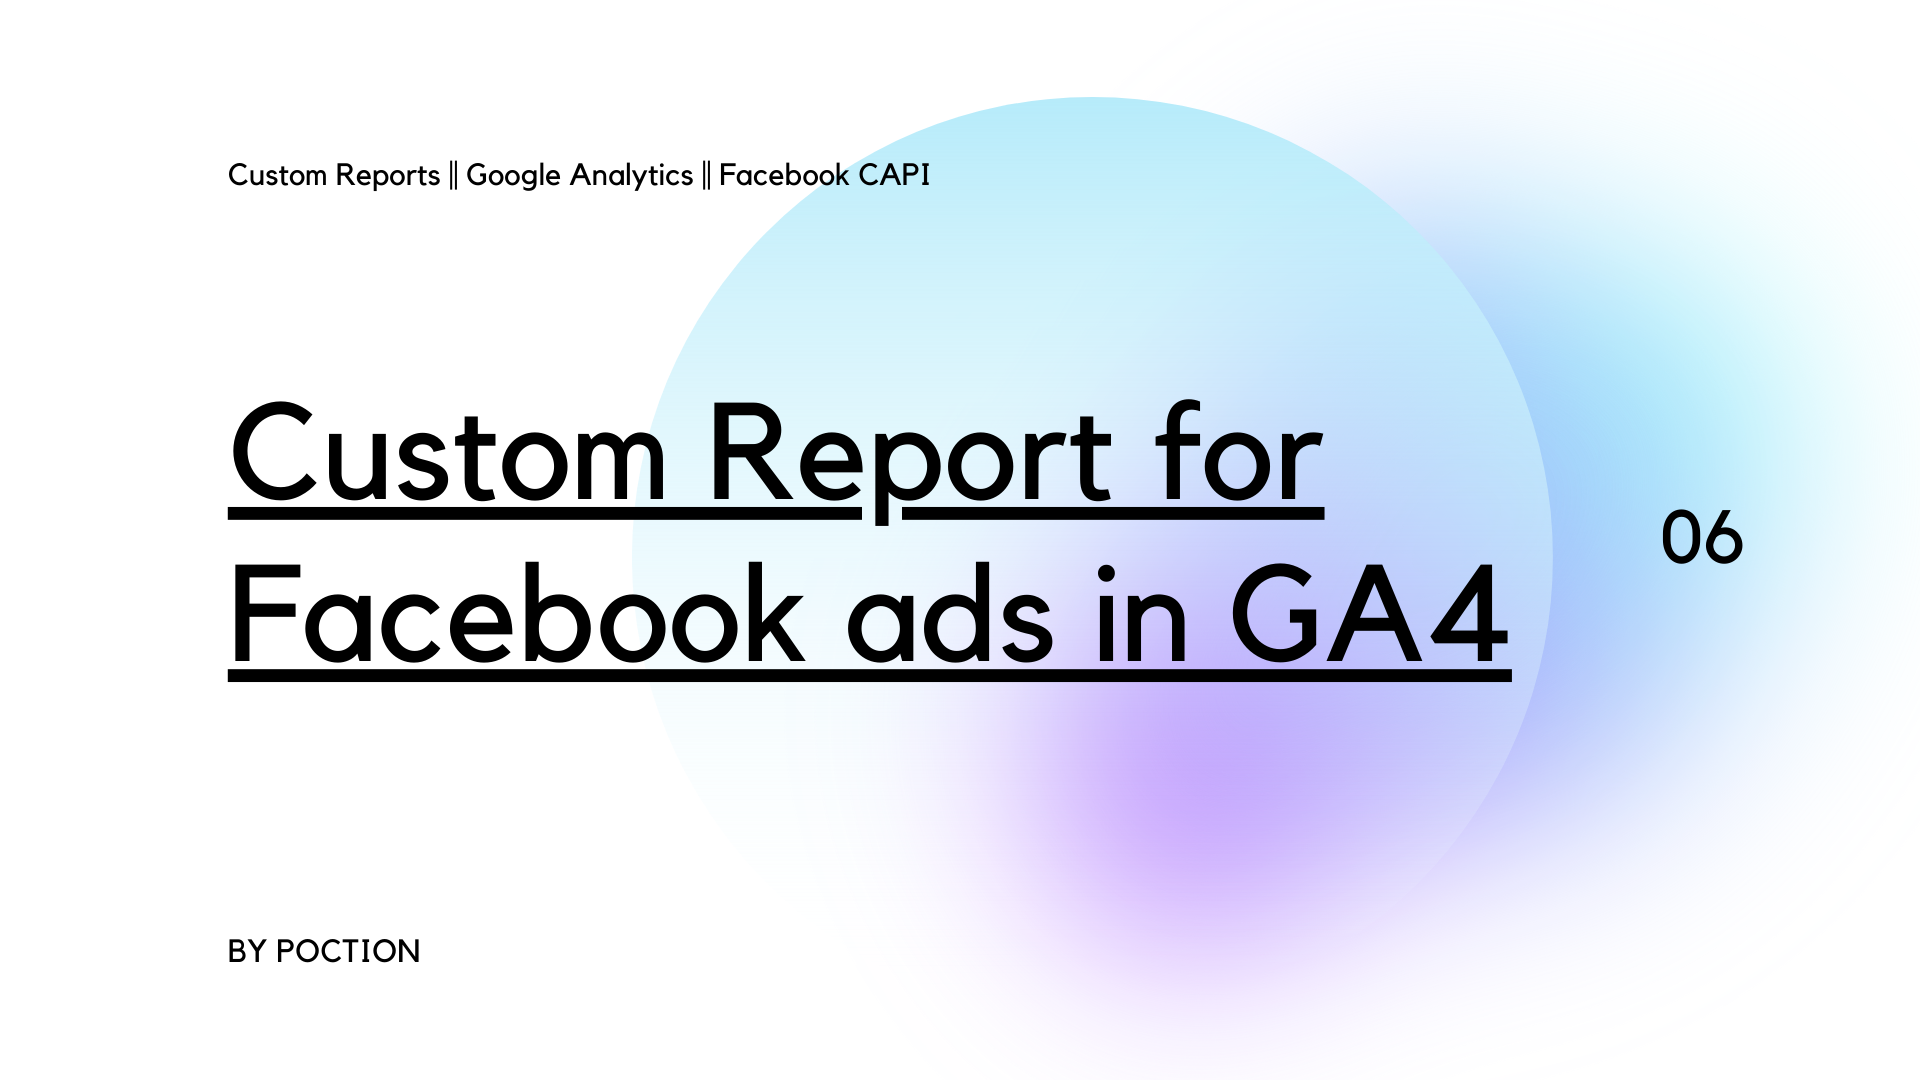 Custom Reports || Google Analytics || Facebook CAPI
Custom Report for
Facebook ads in GA4
06
BY POCTION